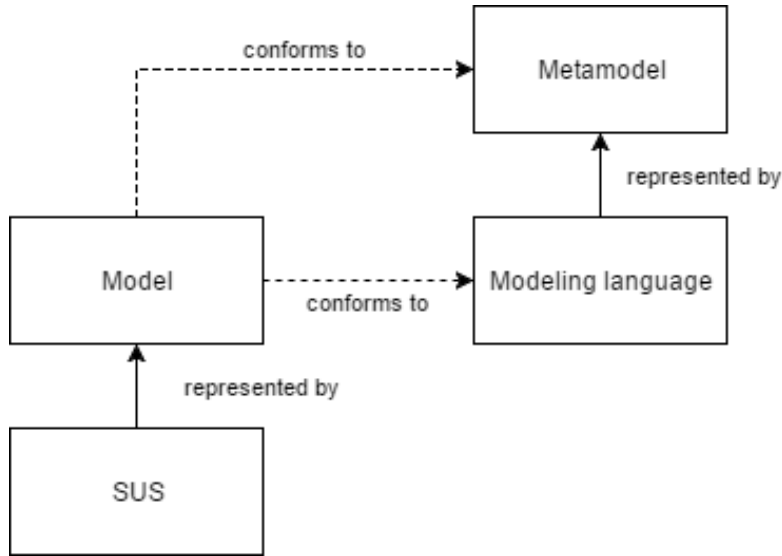 conforms to
Metamodel
represented by
Model
conforms to
Modeling language
represented by
SUS